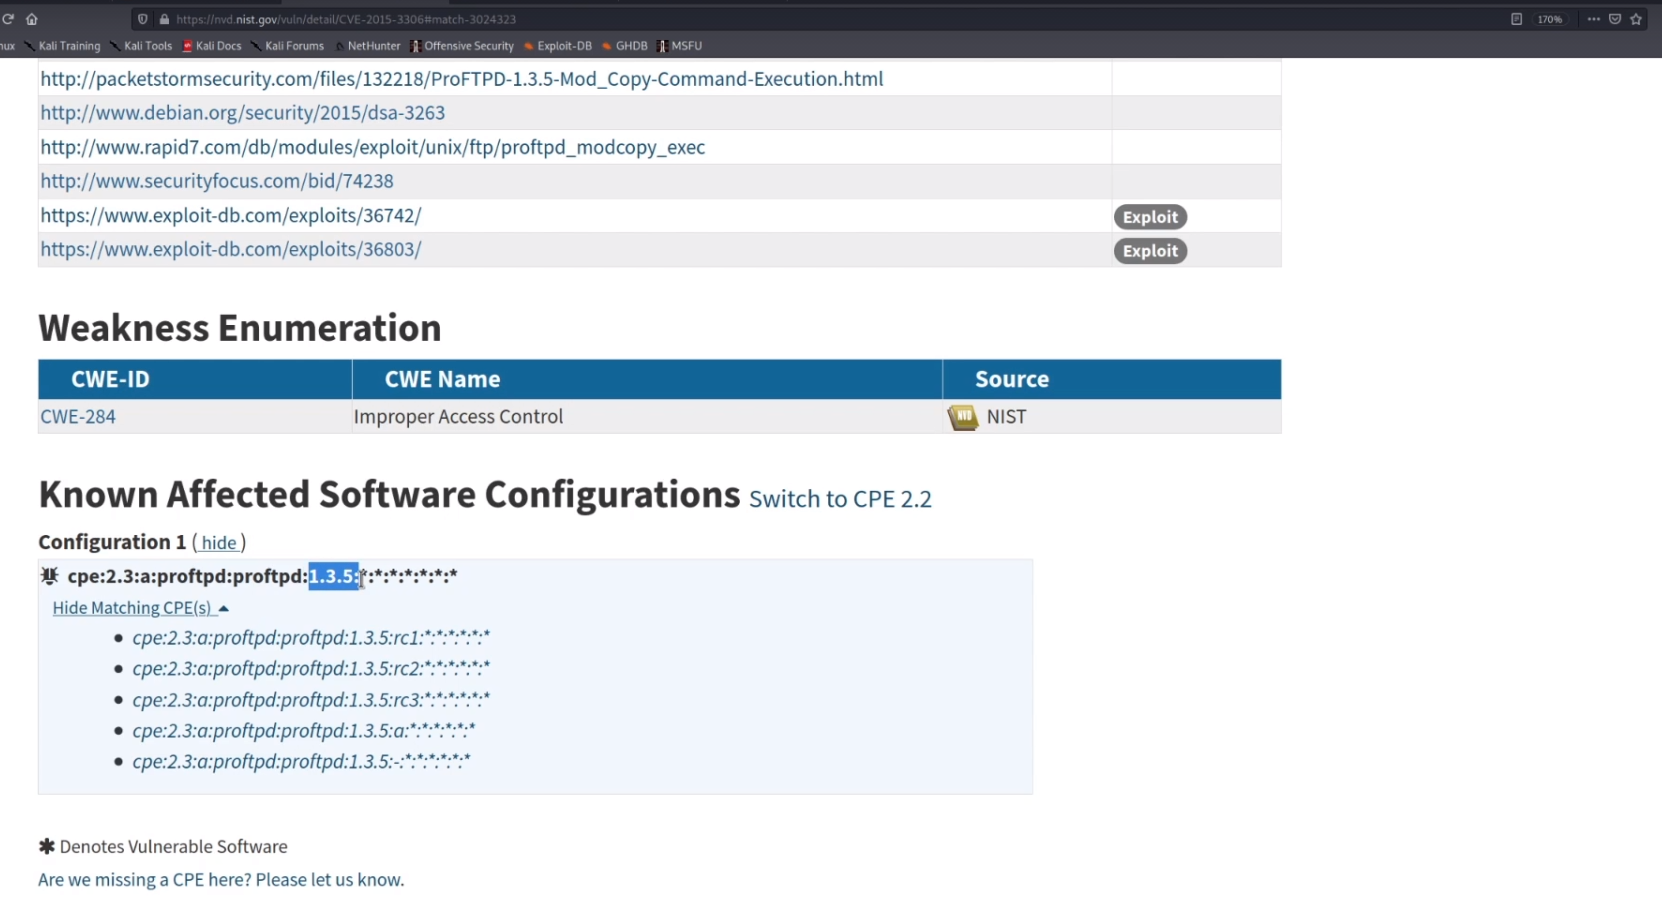 https://nvd.nist.gov/vuln/detail/CVE-2015-3306#match-3024323 170%
nux Kali Training Kali Tools Kali Docs Kali Forums NetHunter Offensive Security Exploit-DB GHDB MSFU
http://packetstormsecurity.com/files/132218/ProFTPD-1.3.5-Mod_Copy-Command-Execution.html
http://www.debian.org/security/2015/dsa-3263
http://www.rapid7.com/db/modules/exploit/unix/ftp/proftpd_modcopy_exec
http://www.securityfocus.com/bid/74238
https://www.exploit-db.com/exploits/36742/ Exploit
https://www.exploit-db.com/exploits/36803/ Exploit
Weakness Enumeration
CWE-ID CWE Name Source
CWE-284 Improper Access Control NVD NIST
Known Affected Software Configurations Switch to CPE 2.2
Configuration 1 ( hide )
cpe:2.3:a:proftpd:proftpd:1.3.5:*:*:*:*:*:*:*
Hide Matching CPE(s)
• cpe:2.3:a:proftpd:proftpd:1.3.5:rc1:*:*:*:*:*:*
• cpe:2.3:a:proftpd:proftpd:1.3.5:rc2:*:*:*:*:*:*
• cpe:2.3:a:proftpd:proftpd:1.3.5:rc3:*:*:*:*:*:*
• cpe:2.3:a:proftpd:proftpd:1.3.5:a:*:*:*:*:*:*
• cpe:2.3:a:proftpd:proftpd:1.3.5:-:*:*:*:*:*:*
✱ Denotes Vulnerable Software
Are we missing a CPE here? Please let us know.